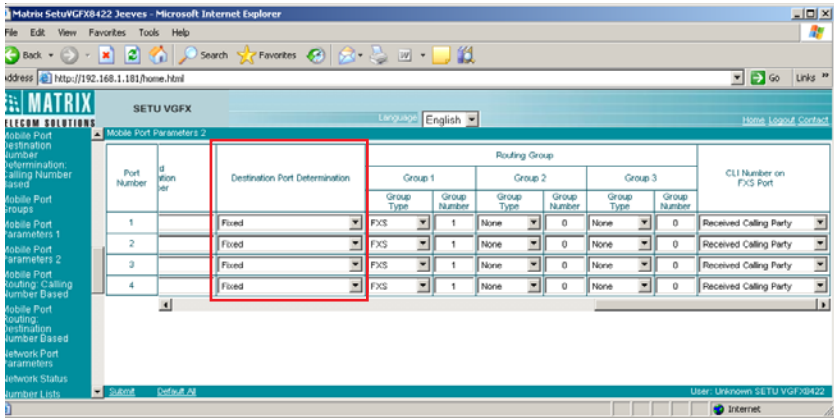 Matrix SetuVGFX8422 Jeeves - Microsoft Internet Explorer
File Edit View Favorites Tools Help
Back Search Favorites
Address http://192.168.1.181/home.html Go Links »
MATRIX
TELECOM SOLUTIONS
SETU VGFX
Language English
Home Logout Contact
Mobile Port Parameters 2
Mobile Port
Destination
Number
Determination:
Calling Number
Based
Mobile Port
Groups
Mobile Port
Parameters 1
Mobile Port
Parameters 2
Mobile Port
Routing: Calling
Number Based
Mobile Port
Routing:
Destination
Number Based
Network Port
Parameters
Network Status
Number Lists
Port
Number
Destination Port Determination
Routing Group
Group 1 Group 2 Group 3
Group
Type
Group
Number
Group
Type
Group
Number
Group
Type
Group
Number
CLI Number on
FXS Port
1 Fixed FXS 1 None 0 None 0 Received Calling Party
2 Fixed FXS 1 None 0 None 0 Received Calling Party
3 Fixed FXS 1 None 0 None 0 Received Calling Party
4 Fixed FXS 1 None 0 None 0 Received Calling Party
Submit Default All
User: Unknown SETU VGFX8422
Internet